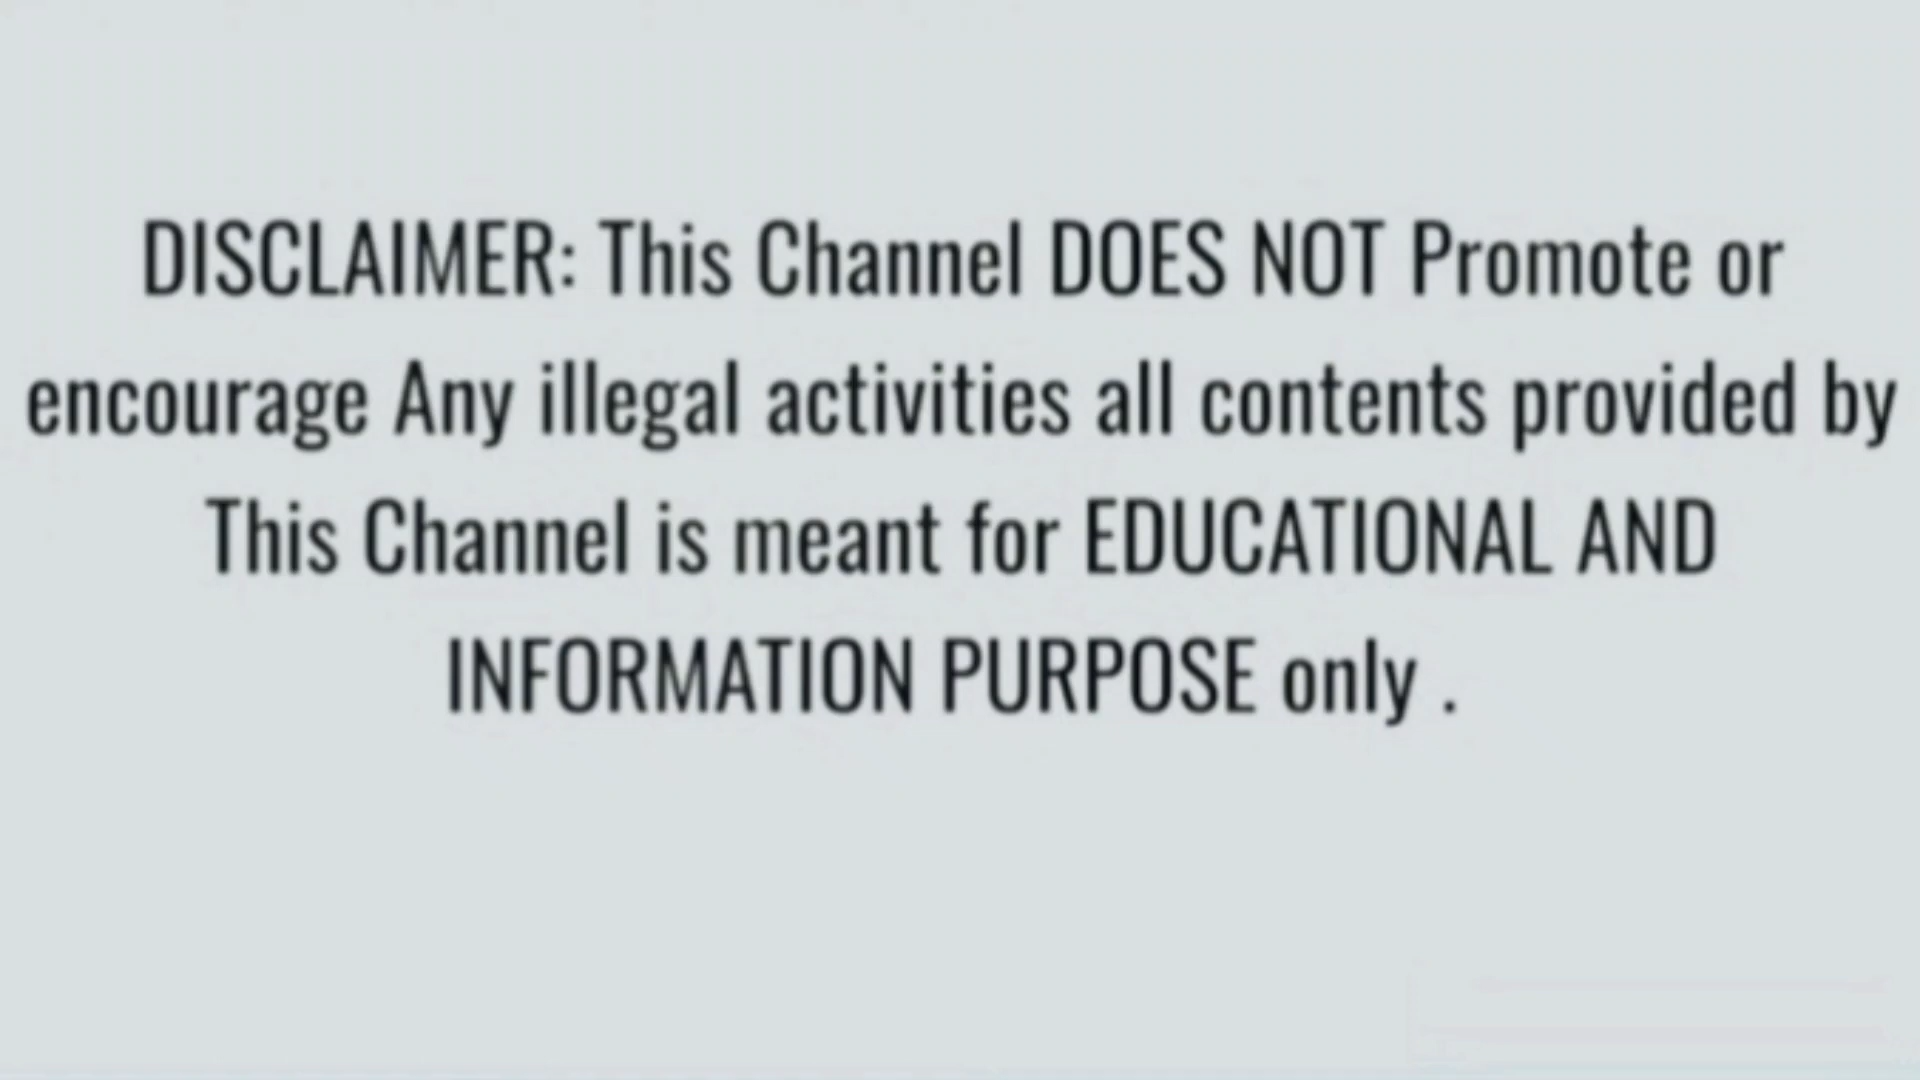 DISCLAIMER: This Channel DOES NOT Promote or
encourage Any illegal activities all contents provided by
This Channel is meant for EDUCATIONAL AND
INFORMATION PURPOSE only .